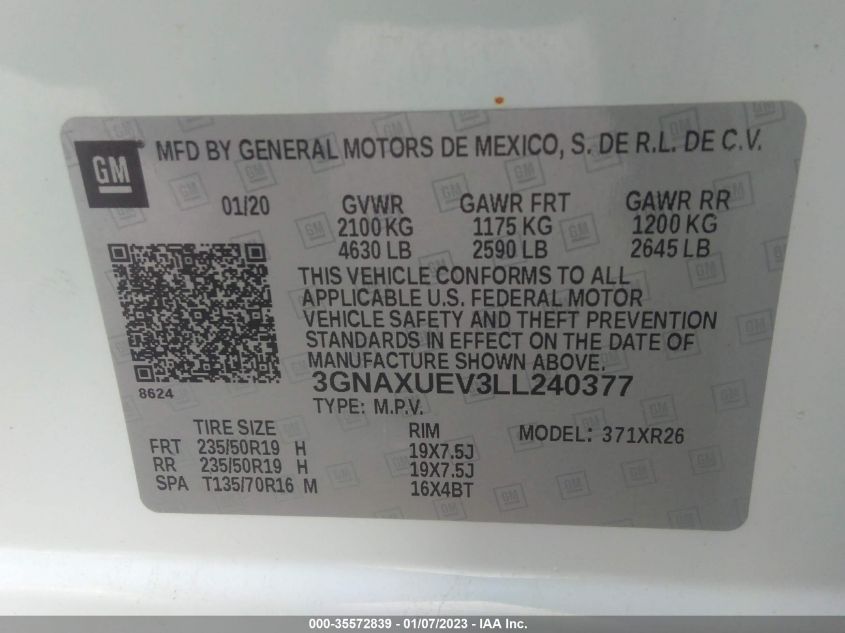 GM MFD BY GENERAL MOTORS DE MEXICO, S. DE R.L. DE C.V.
01/20 GVWR GAWR FRT GAWR RR
2100 KG 1175 KG 1200 KG
4630 LB 2590 LB 2645 LB
THIS VEHICLE CONFORMS TO ALL
APPLICABLE U.S. FEDERAL MOTOR
VEHICLE SAFETY AND THEFT PREVENTION
STANDARDS IN EFFECT ON THE DATE OF
MANUFACTURE SHOWN ABOVE.
8624 3GNAXUEV3LL240377
TYPE: M.P.V.
TIRE SIZE RIM MODEL: 371XR26
FRT 235/50R19 H 19X7.5J
RR 235/50R19 H 19X7.5J
SPA T135/70R16 M 16X4BT
000-35572839 - 01/07/2023 - IAA Inc.